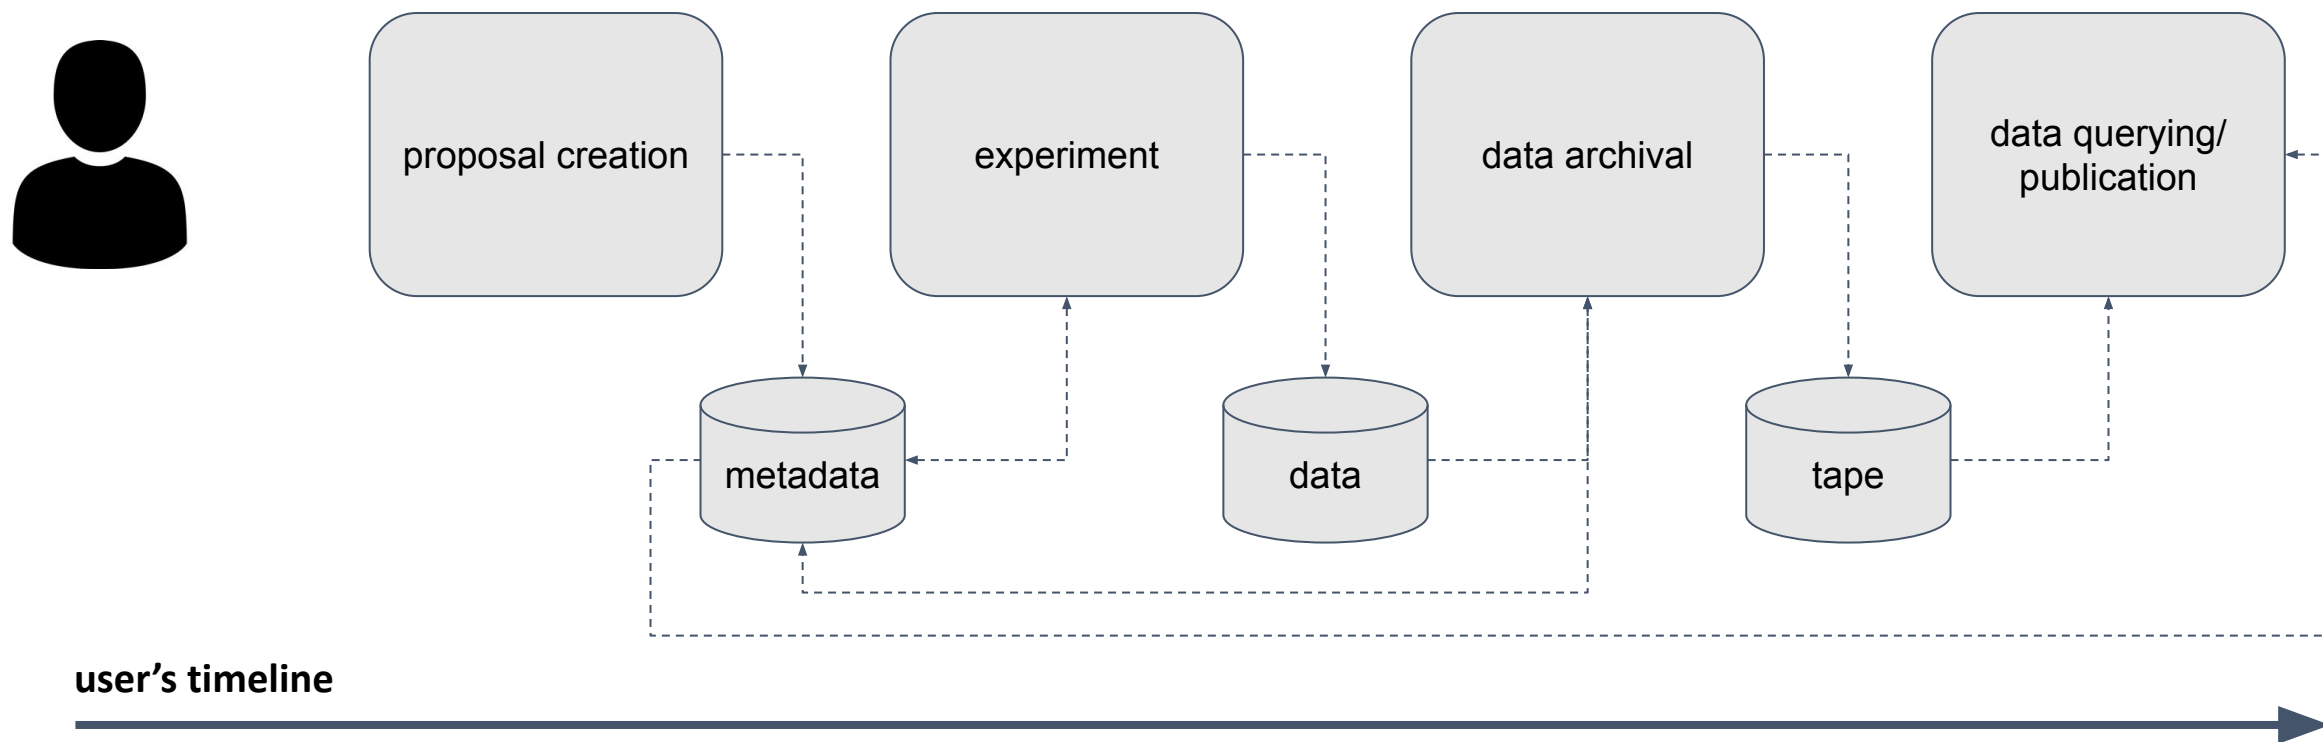 proposal creation
experiment
data archival
data querying/
publication
metadata
data
tape
user’s timeline